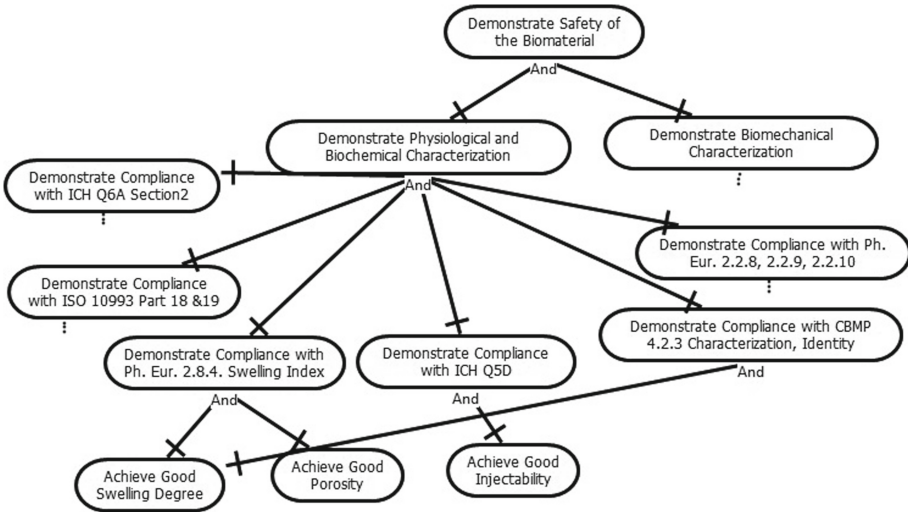 Demonstrate Safety of
the Biomaterial
And
Demonstrate Physiological and
Biochemical Characterization
Demonstrate Biomechanical
Characterization
Demonstrate Compliance
with ICH Q6A Section2
And
Demonstrate Compliance with Ph.
Eur. 2.2.8, 2.2.9, 2.2.10
Demonstrate Compliance
with ISO 10993 Part 18 &19
Demonstrate Compliance with CBMP
4.2.3 Characterization, Identity
Demonstrate Compliance with
Ph. Eur. 2.8.4. Swelling Index
Demonstrate Compliance
with ICH Q5D
And
And
And
Achieve Good
Swelling Degree
Achieve Good
Porosity
Achieve Good
Injectability